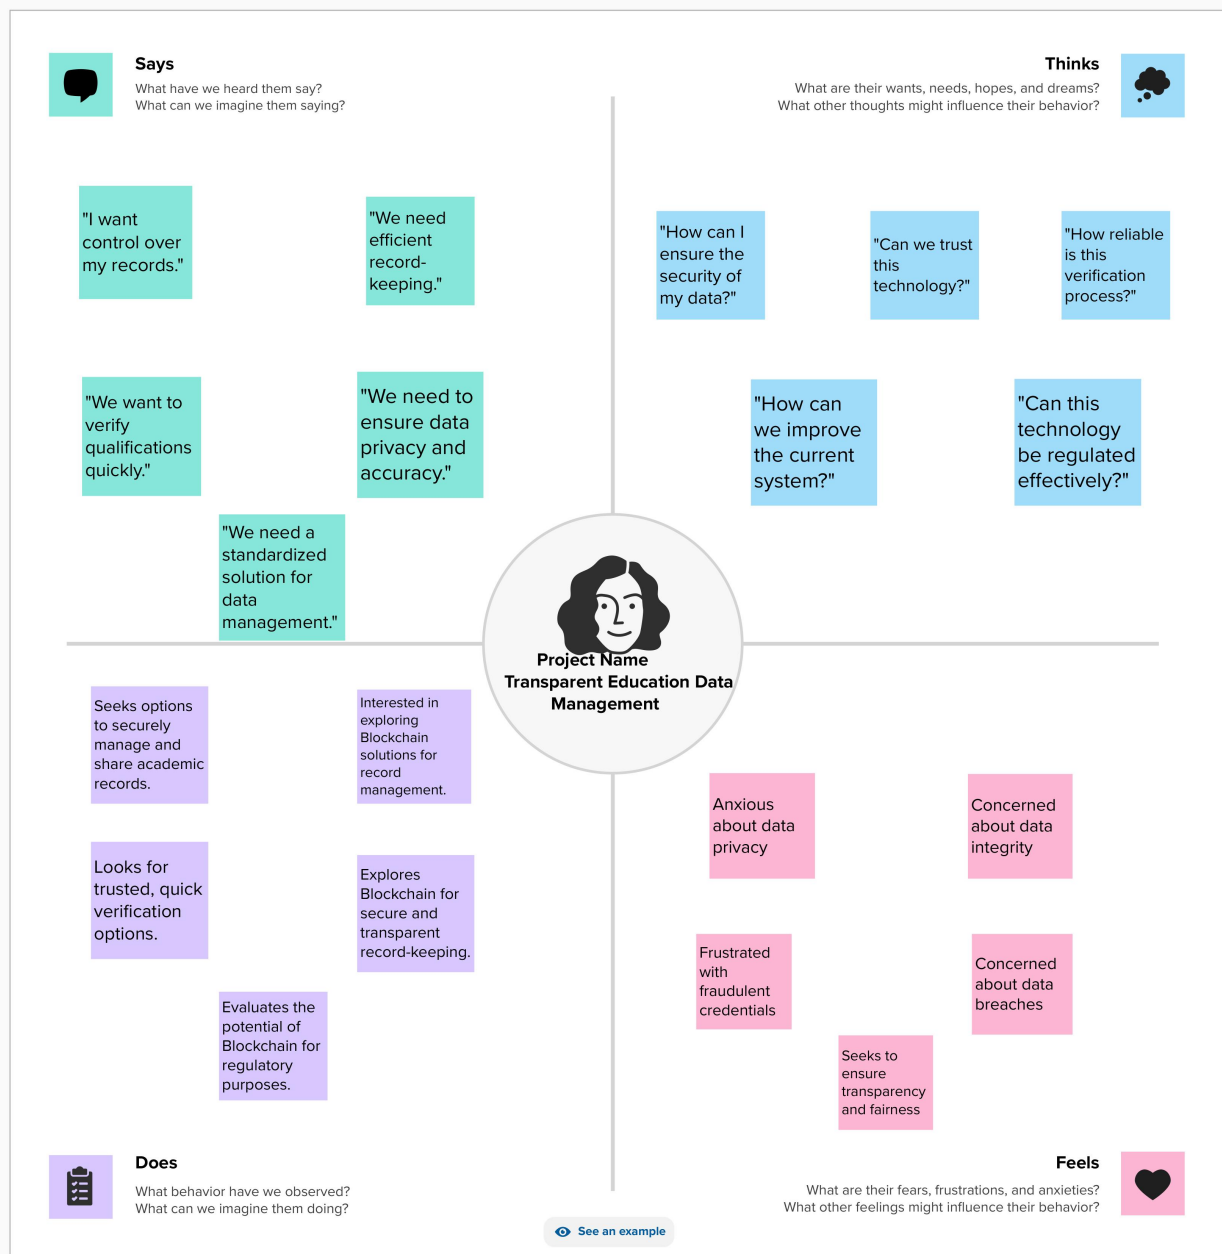 Says
What have we heard them say?
What can we imagine them saying?
Thinks
What are their wants, needs, hopes, and dreams?
What other thoughts might influence their behavior?
"I want
control over
my records."
"We need
efficient
record-
keeping."
"We want to
verify
qualifications
quickly."
"We need to
ensure data
privacy and
accuracy."
"We need a
standardized
solution for
data
management."
"How can I
ensure the
security of
my data?"
"Can we trust
this
technology?"
"How reliable
is this
verification
process?"
"How can
we improve
the current
system?"
"Can this
technology
be regulated
effectively?"
Project Name
Transparent Education Data
Management
Seeks options
to securely
manage and
share academic
records.
Interested in
exploring
Blockchain
solutions for
record
management.
Looks for
trusted, quick
verification
options.
Explores
Blockchain for
secure and
transparent
record-keeping.
Evaluates the
potential of
Blockchain for
regulatory
purposes.
Anxious
about data
privacy
Concerned
about data
integrity
Frustrated
with
fraudulent
credentials
Concerned
about data
breaches
Seeks to
ensure
transparency
and fairness
Does
What behavior have we observed?
What can we imagine them doing?
Feels
What are their fears, frustrations, and anxieties?
What other feelings might influence their behavior?
See an example